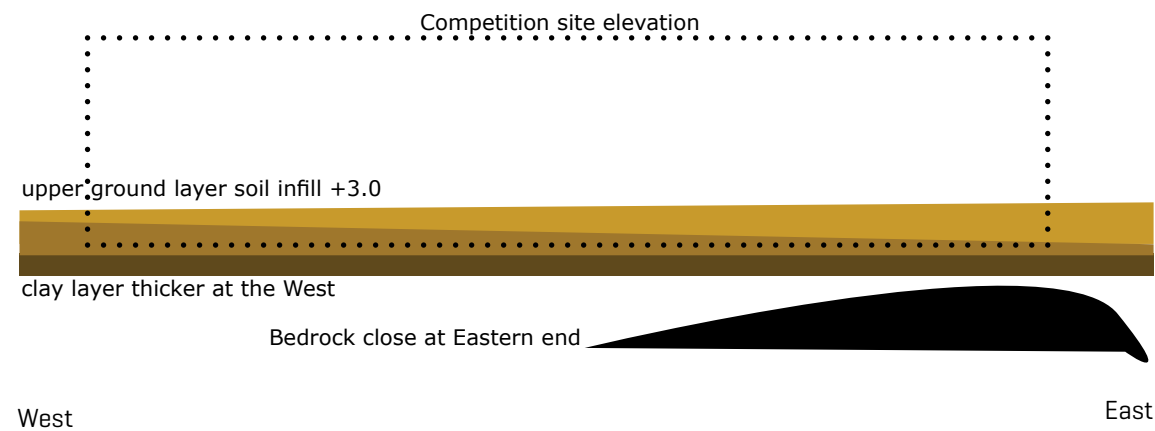 Competition site elevation
upper ground layer soil infill +3.0
clay layer thicker at the West
Bedrock close at Eastern end
West
East